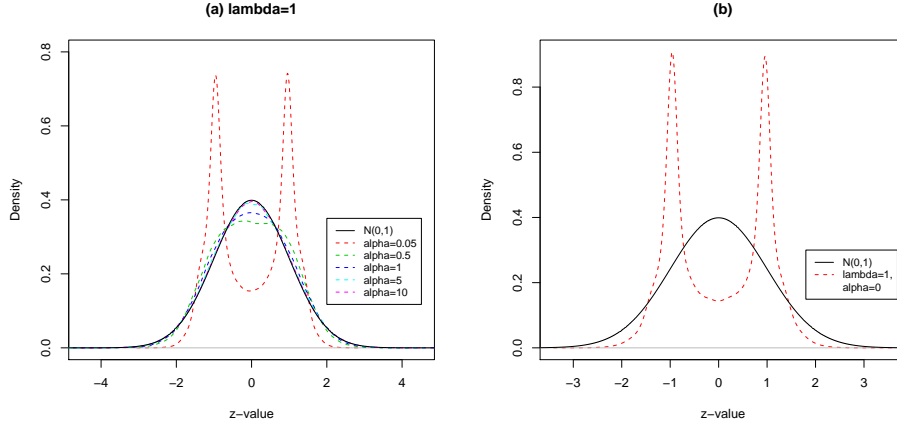 (a) lambda=1
Density
0.0
0.2
0.4
0.6
0.8
−4
−2
0
2
4
z−value
N(0,1)
alpha=0.05
alpha=0.5
alpha=1
alpha=5
alpha=10
(b)
Density
0.0
0.2
0.4
0.6
0.8
−3
−2
−1
0
1
2
3
z−value
N(0,1)
lambda=1,
alpha=0